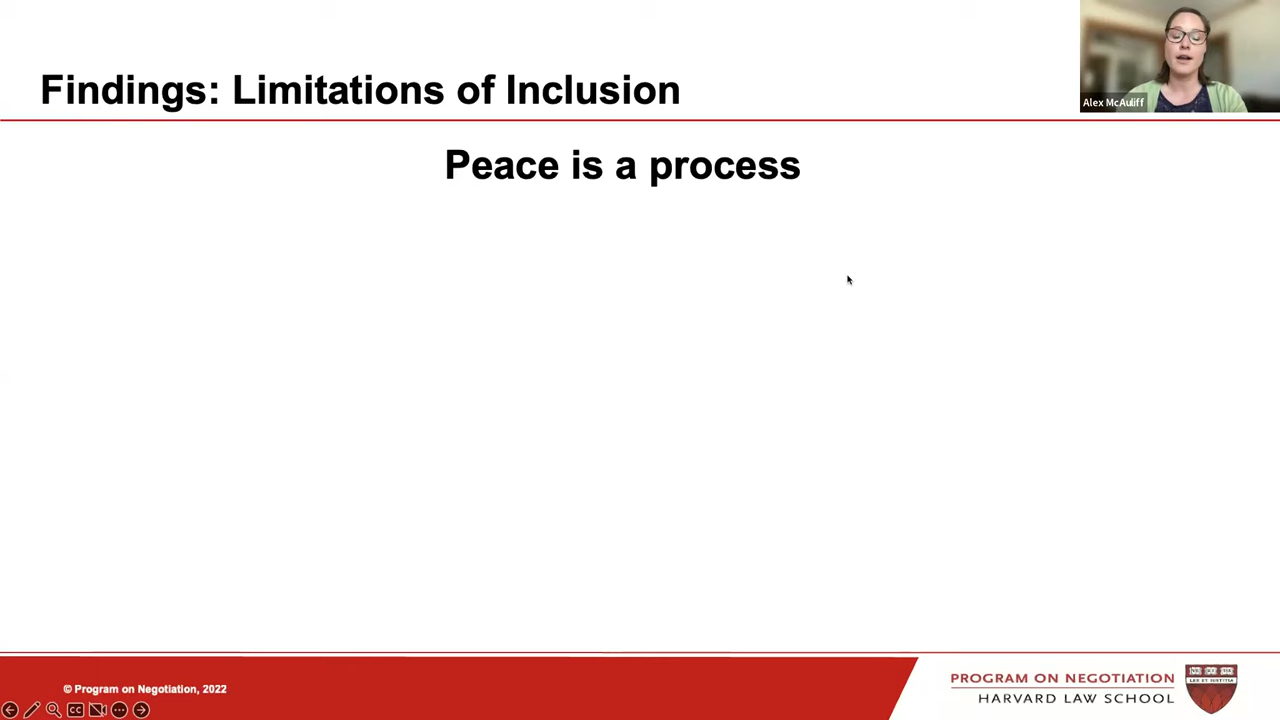 Findings: Limitations of Inclusion
Alex McAuliff
Peace is a process
© Program on Negotiation, 2022
CC
PROGRAM ON NEGOTIATION
HARVARD LAW SCHOOL